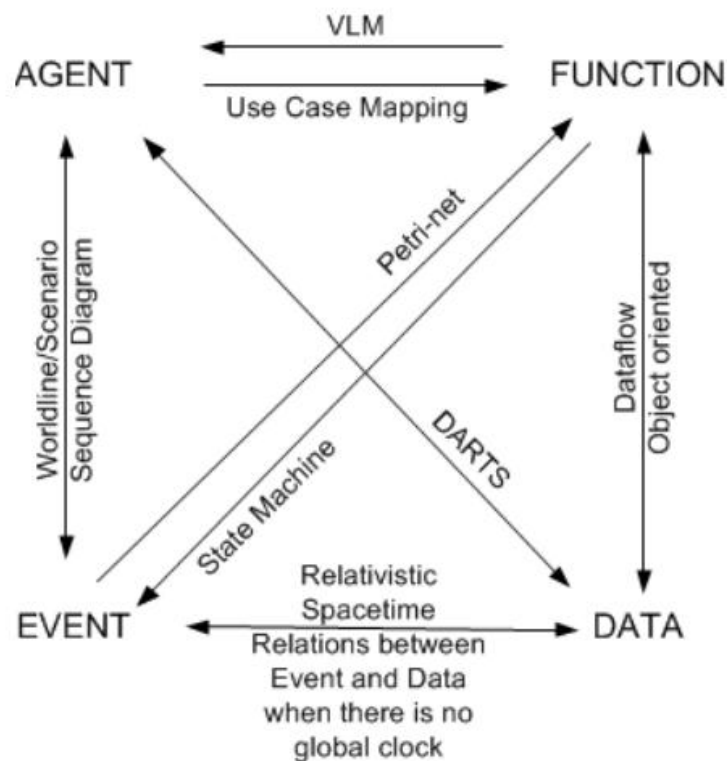 VLM
AGENT
FUNCTION
Use Case Mapping
Worldline/Scenario
Sequence Diagram
Petri-net
Dataflow
Object oriented
DARTS
State Machine
Relativistic
Spacetime
EVENT
DATA
Relations between
Event and Data
when there is no
global clock